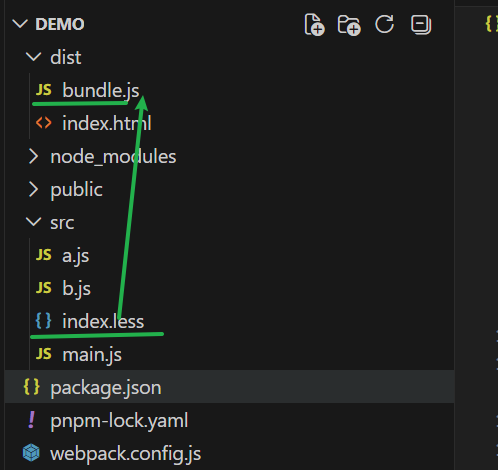 DEMO
dist
JS bundle.js
<> index.html
node_modules
public
src
JS a.js
JS b.js
{} index.less
JS main.js
{} package.json
! pnpm-lock.yaml
webpack.config.js